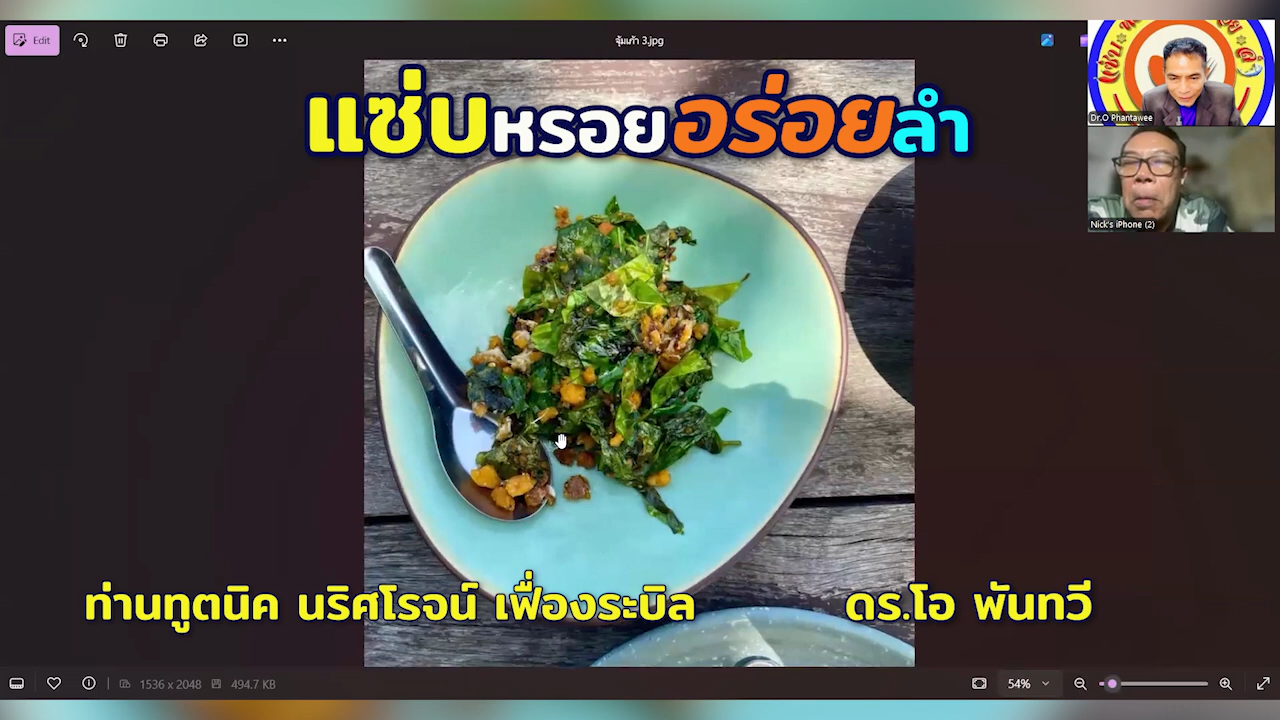 Edit
จุ้มเก้า 3.jpg
แซ่บหรอยอร่อยลำ
Dr.O Phantawee
Nick's iPhone (2)
ท่านทูตนิค นริศโรจน์ เฟื่องระบิล
ดร.โอ พันทวี
1536 x 2048
494.7 KB
54%